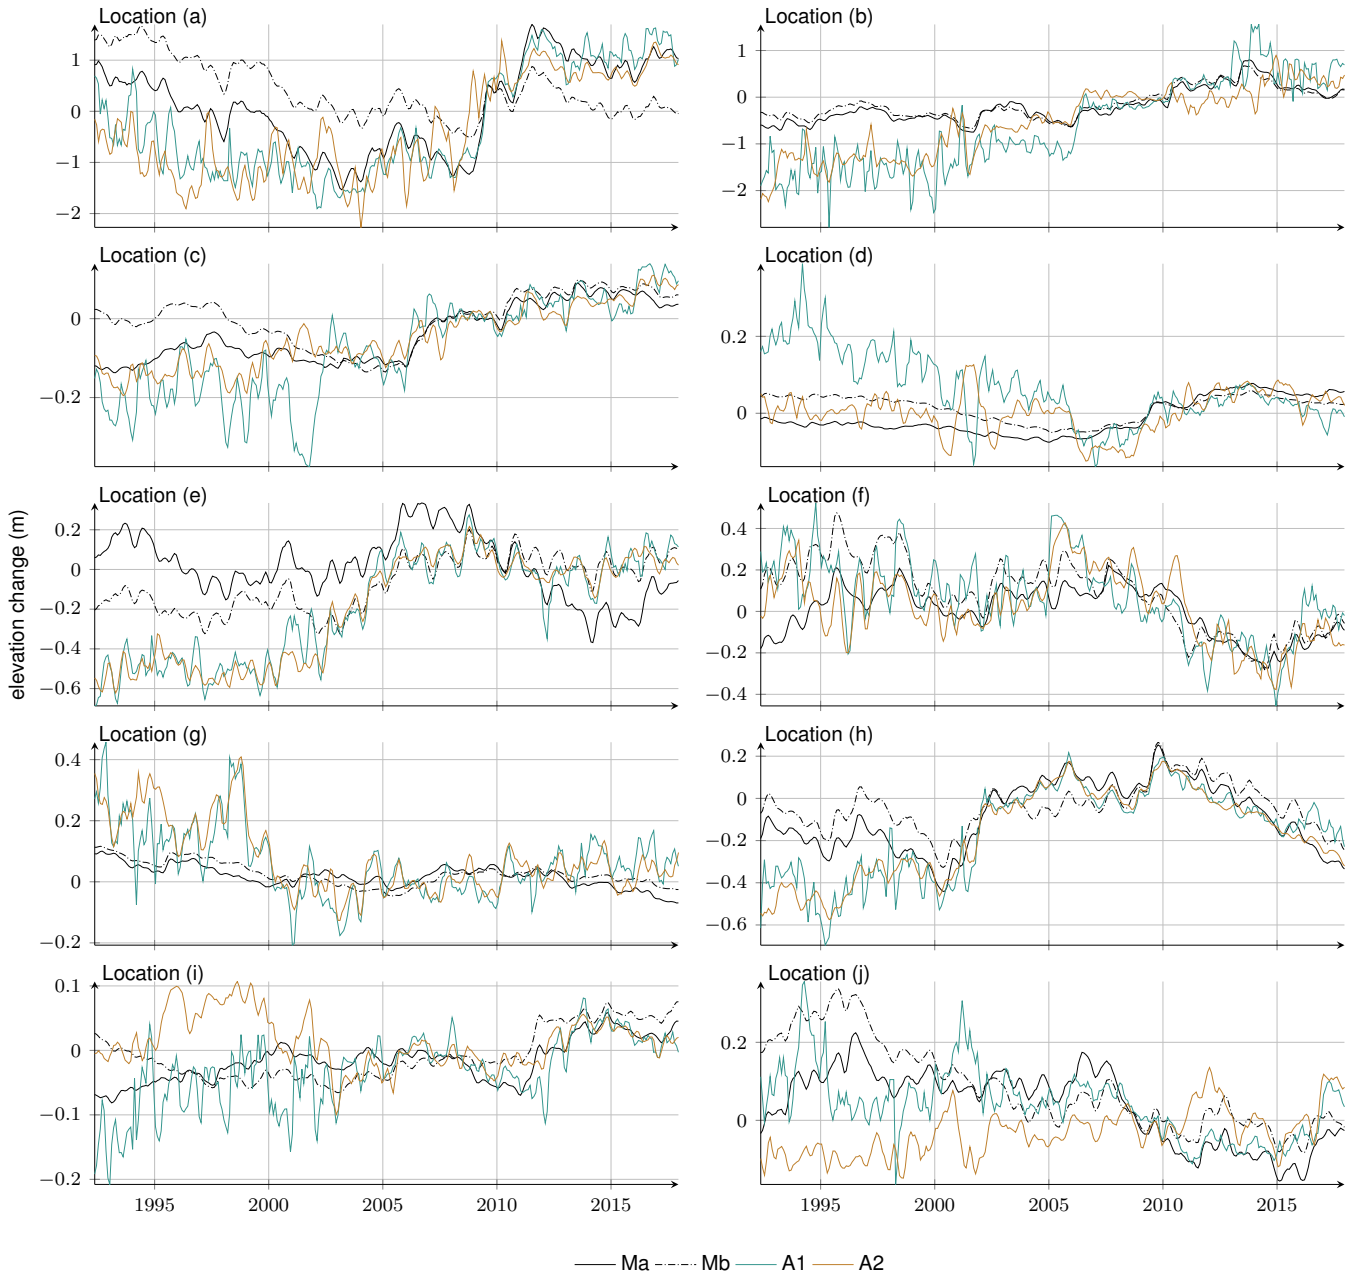 Location (a)
1
0
−1
−2
Location (b)
1
0
−1
−2
Location (c)
0
−0.2
Location (d)
0.2
0
Location (e)
0.2
0
−0.2
−0.4
−0.6
Location (f)
0.4
0.2
0
−0.2
−0.4
elevation change (m)
Location (g)
0.4
0.2
0
−0.2
Location (h)
0.2
0
−0.2
−0.4
−0.6
Location (i)
0.1
0
−0.1
−0.2
1995 2000 2005 2010 2015
Location (j)
0.2
0
1995 2000 2005 2010 2015
Ma Mb A1 A2